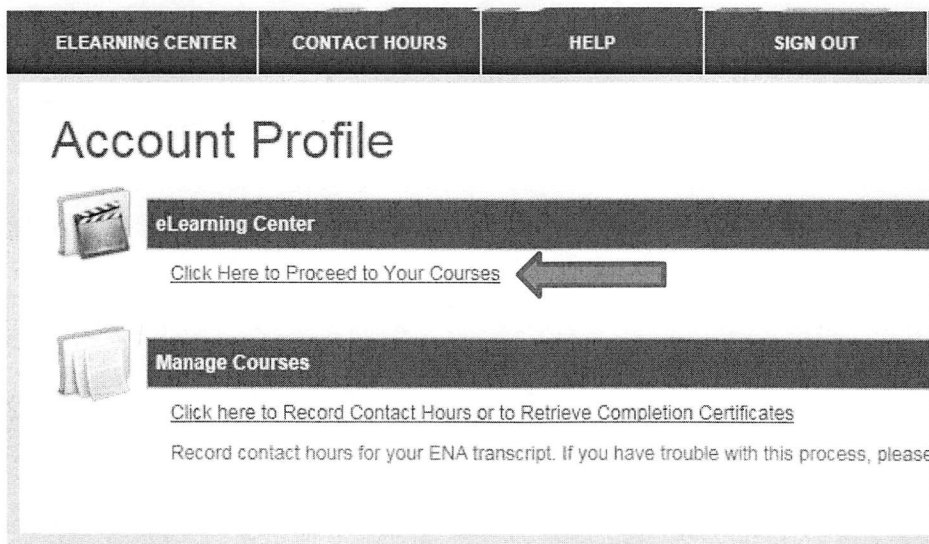 ELEARNING CENTER CONTACT HOURS HELP SIGN OUT
Account Profile
eLearning Center
Click Here to Proceed to Your Courses
Manage Courses
Click here to Record Contact Hours or to Retrieve Completion Certificates
Record contact hours for your ENA transcript. If you have trouble with this process, please